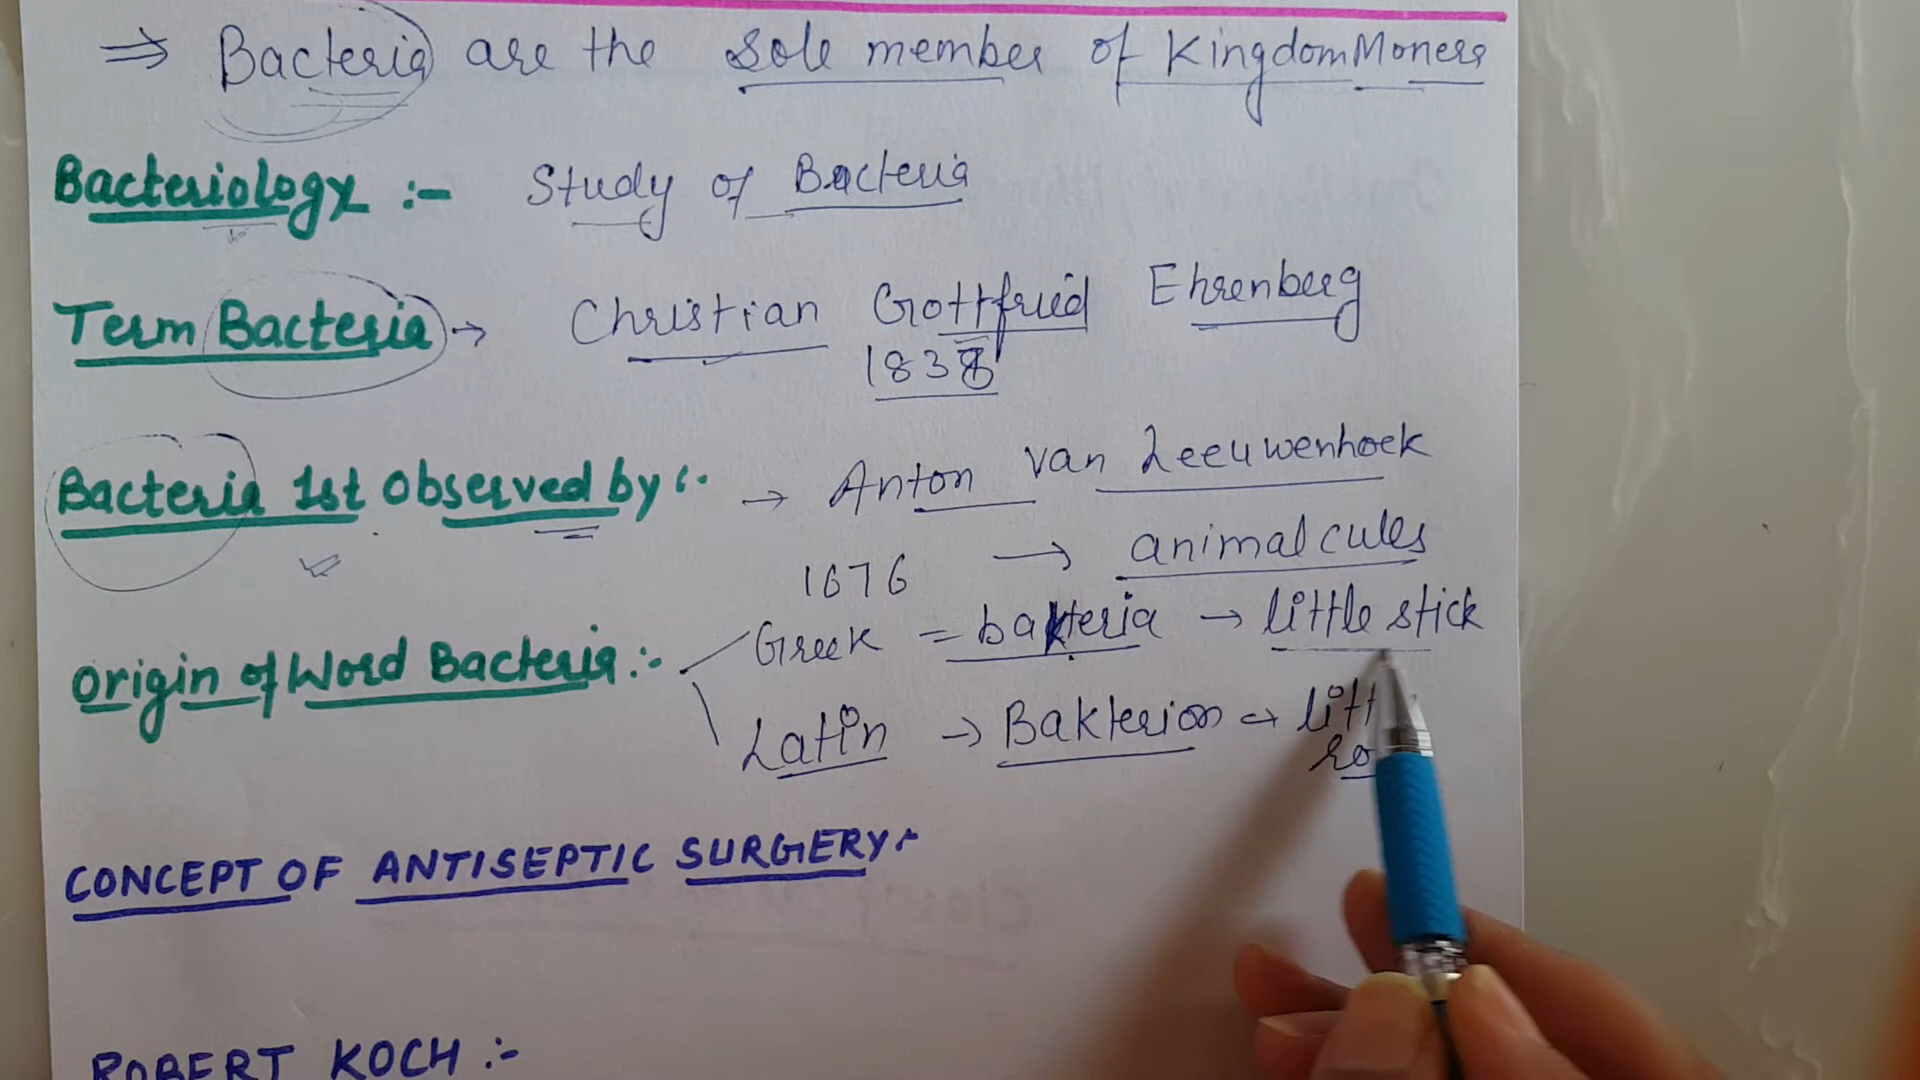 ⇒ Bacteria are the sole member of Kingdom Monera
Bacteriology :- Study of Bacteria
Term Bacteria → Christian Gottfried Ehrenberg
1838
Bacteria 1st Observed by :- → Anton van Leeuwenhoek
1676 → animalcules
Origin of Word Bacteria :- Greek = bakteria → little stick
Latin → Bakterion →
CONCEPT OF ANTISEPTIC SURGERY:-
ROBERT KOCH :-